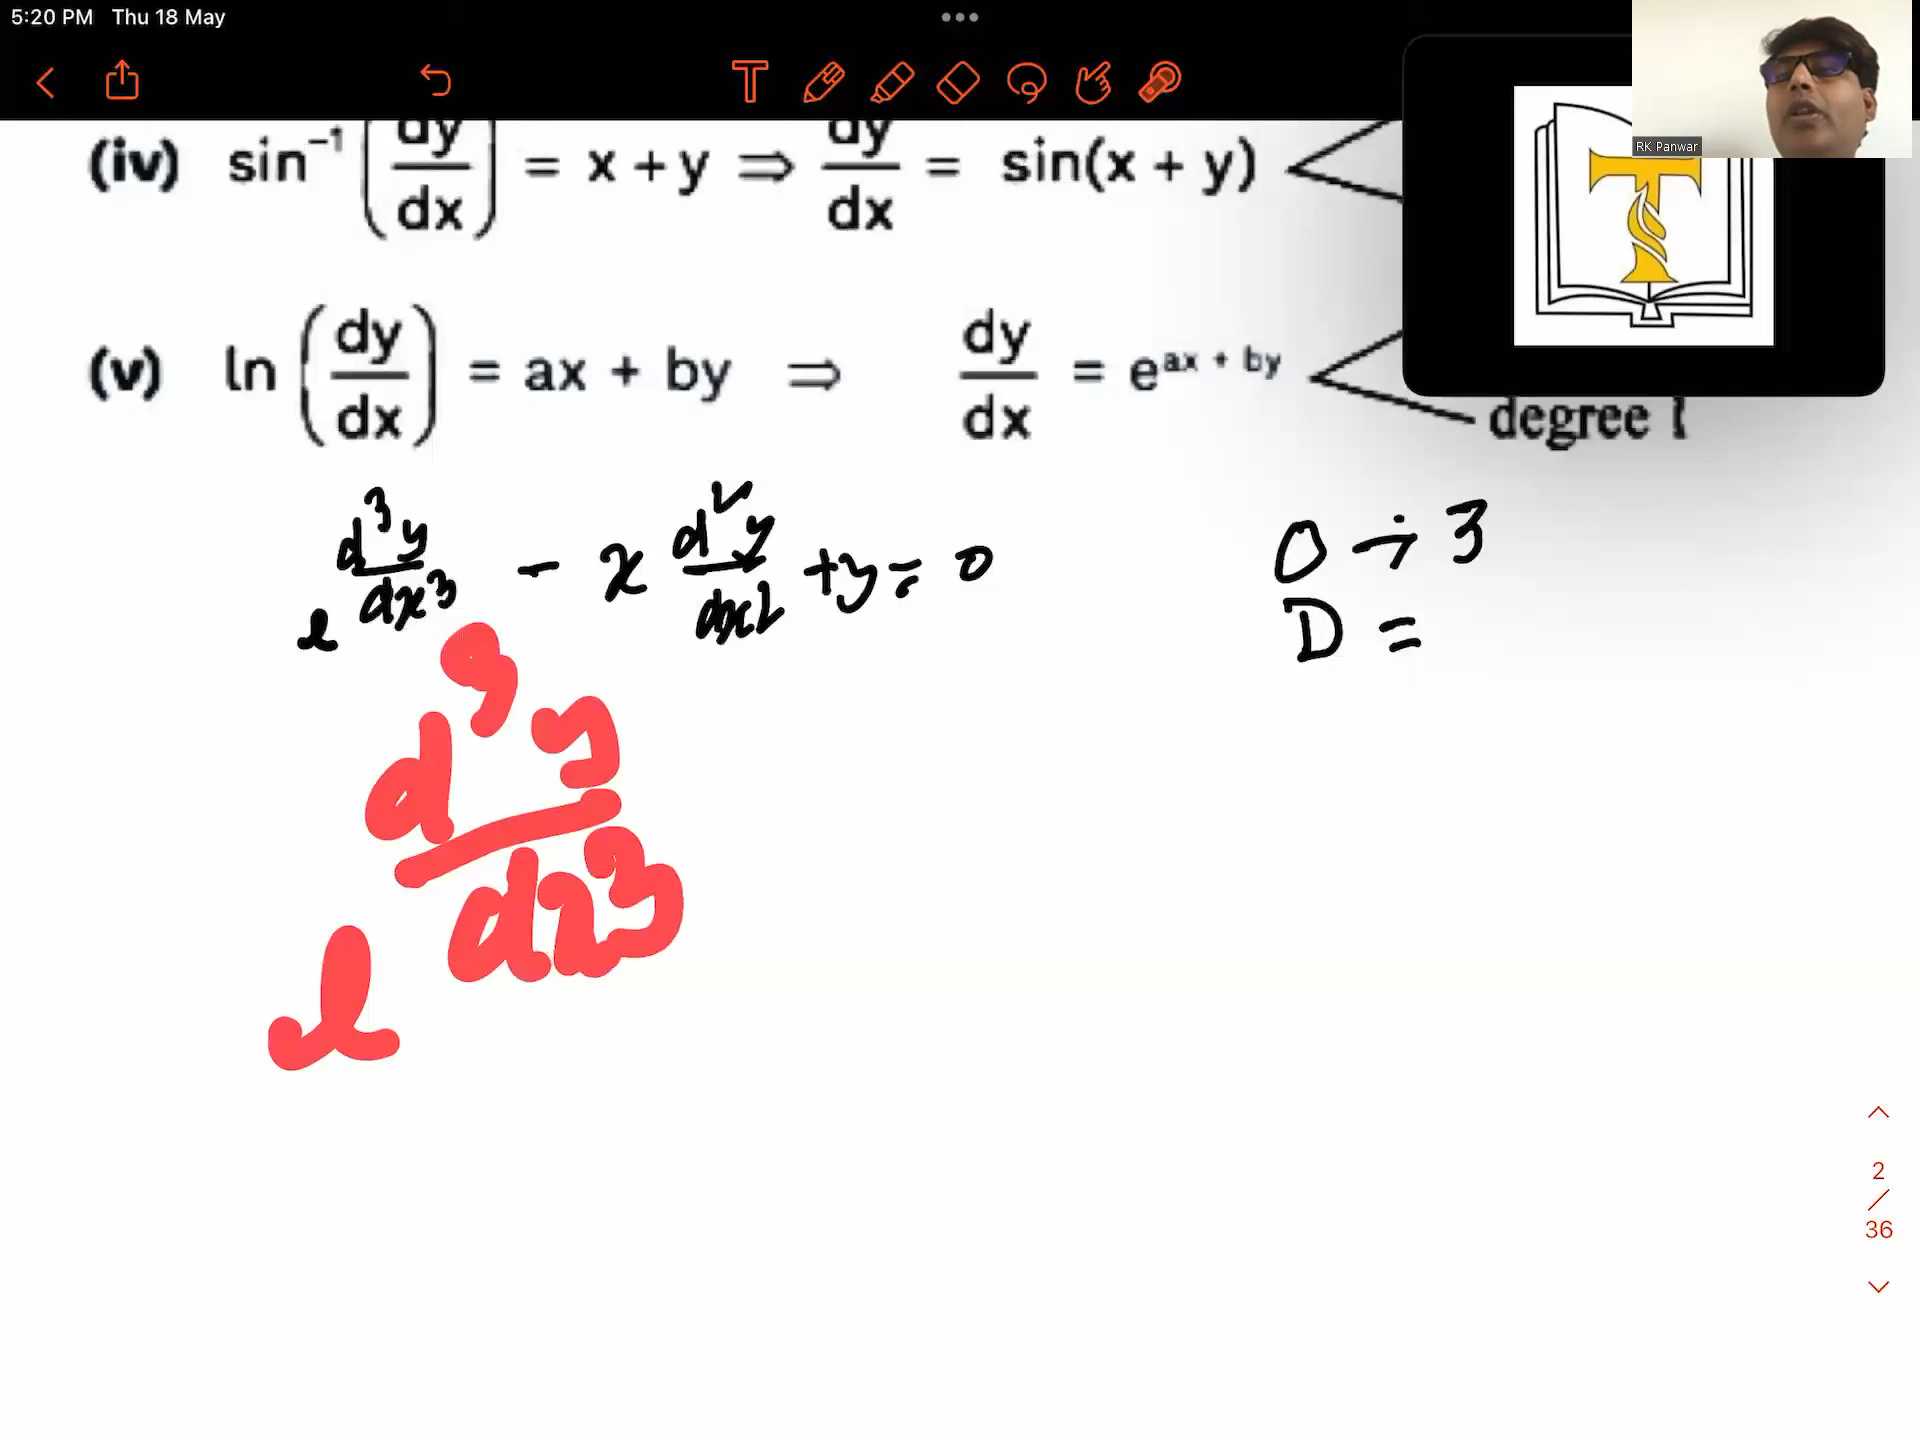 5:20 PM Thu 18 May
RK Panwar
(iv) sin⁻¹(dy/dx) = x + y ⇒ dy/dx = sin(x + y)
(v) ln(dy/dx) = ax + by ⇒ dy/dx = e^(ax + by)
degree 1
e^(d³y/dx³) - x d²y/dx² + y = 0
O → 3
D =
e^(d³y/dx³)
2
/
36